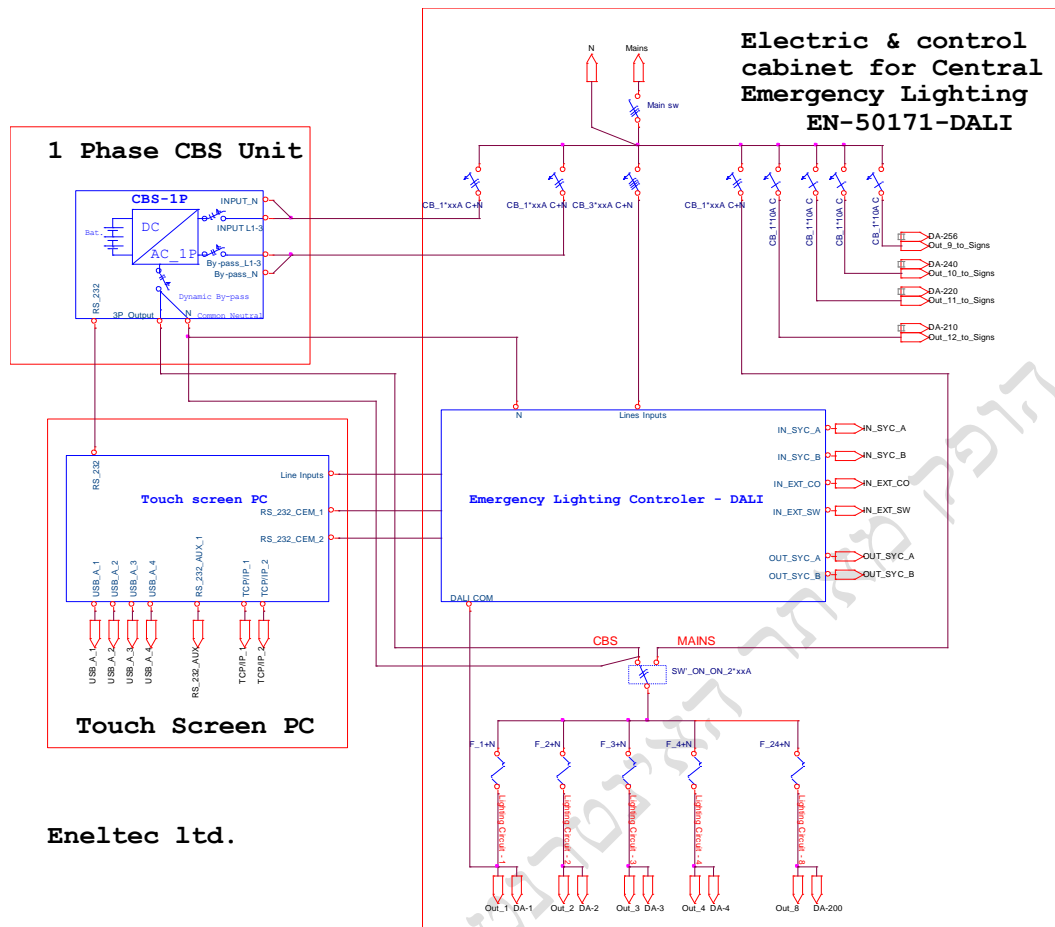 Electric & control
cabinet for Central
Emergency Lighting
EN-50171-DALI
N
Mains
Main sw
CB_1*xxA C+N
CB_1*xxA C+N
CB_3*xxA C+N
CB_1*xxA C+N
CB_1*10A C
CB_1*10A C
CB_1*10A C
CB_1*10A C
DA-256
Out_9_to_Signs
DA-240
Out_10_to_Signs
DA-220
Out_11_to_Signs
DA-210
Out_12_to_Signs
1 Phase CBS Unit
CBS-1P
INPUT_N
DC
INPUT L1-3
Bat.
AC_1P
By-pass_L1-3
By-pass_N
Dynamic By-pass
RS_232
3P_Output
N
Common Neutral
N
Lines Inputs
IN_SYC_A
IN_SYC_A
IN_SYC_B
IN_SYC_B
IN_EXT_CO
IN_EXT_CO
IN_EXT_SW
IN_EXT_SW
OUT_SYC_A
OUT_SYC_A
OUT_SYC_B
OUT_SYC_B
Emergency Lighting Controler - DALI
DALI COM
RS_232
Line Inputs
Touch screen PC
RS_232_CEM_1
RS_232_CEM_2
USB_A_1
USB_A_2
USB_A_3
USB_A_4
RS_232_AUX_1
TCP/IP_1
TCP/IP_2
USB_A_1
USB_A_2
USB_A_3
USB_A_4
RS_232_AUX
TCP/IP_1
TCP/IP_2
Touch Screen PC
CBS
MAINS
SW'_ON_ON_2*xxA
F_1+N
F_2+N
F_3+N
F_4+N
F_24+N
Lighting Circuit - 1
Lighting Circuit - 2
Lighting Circuit - 3
Lighting Circuit - 4
Lighting Circuit - 8
Out_1
DA-1
Out_2
DA-2
Out_3
DA-3
Out_4
DA-4
Out_8
DA-200
Eneltec ltd.
הופק מאתר האינטרנט